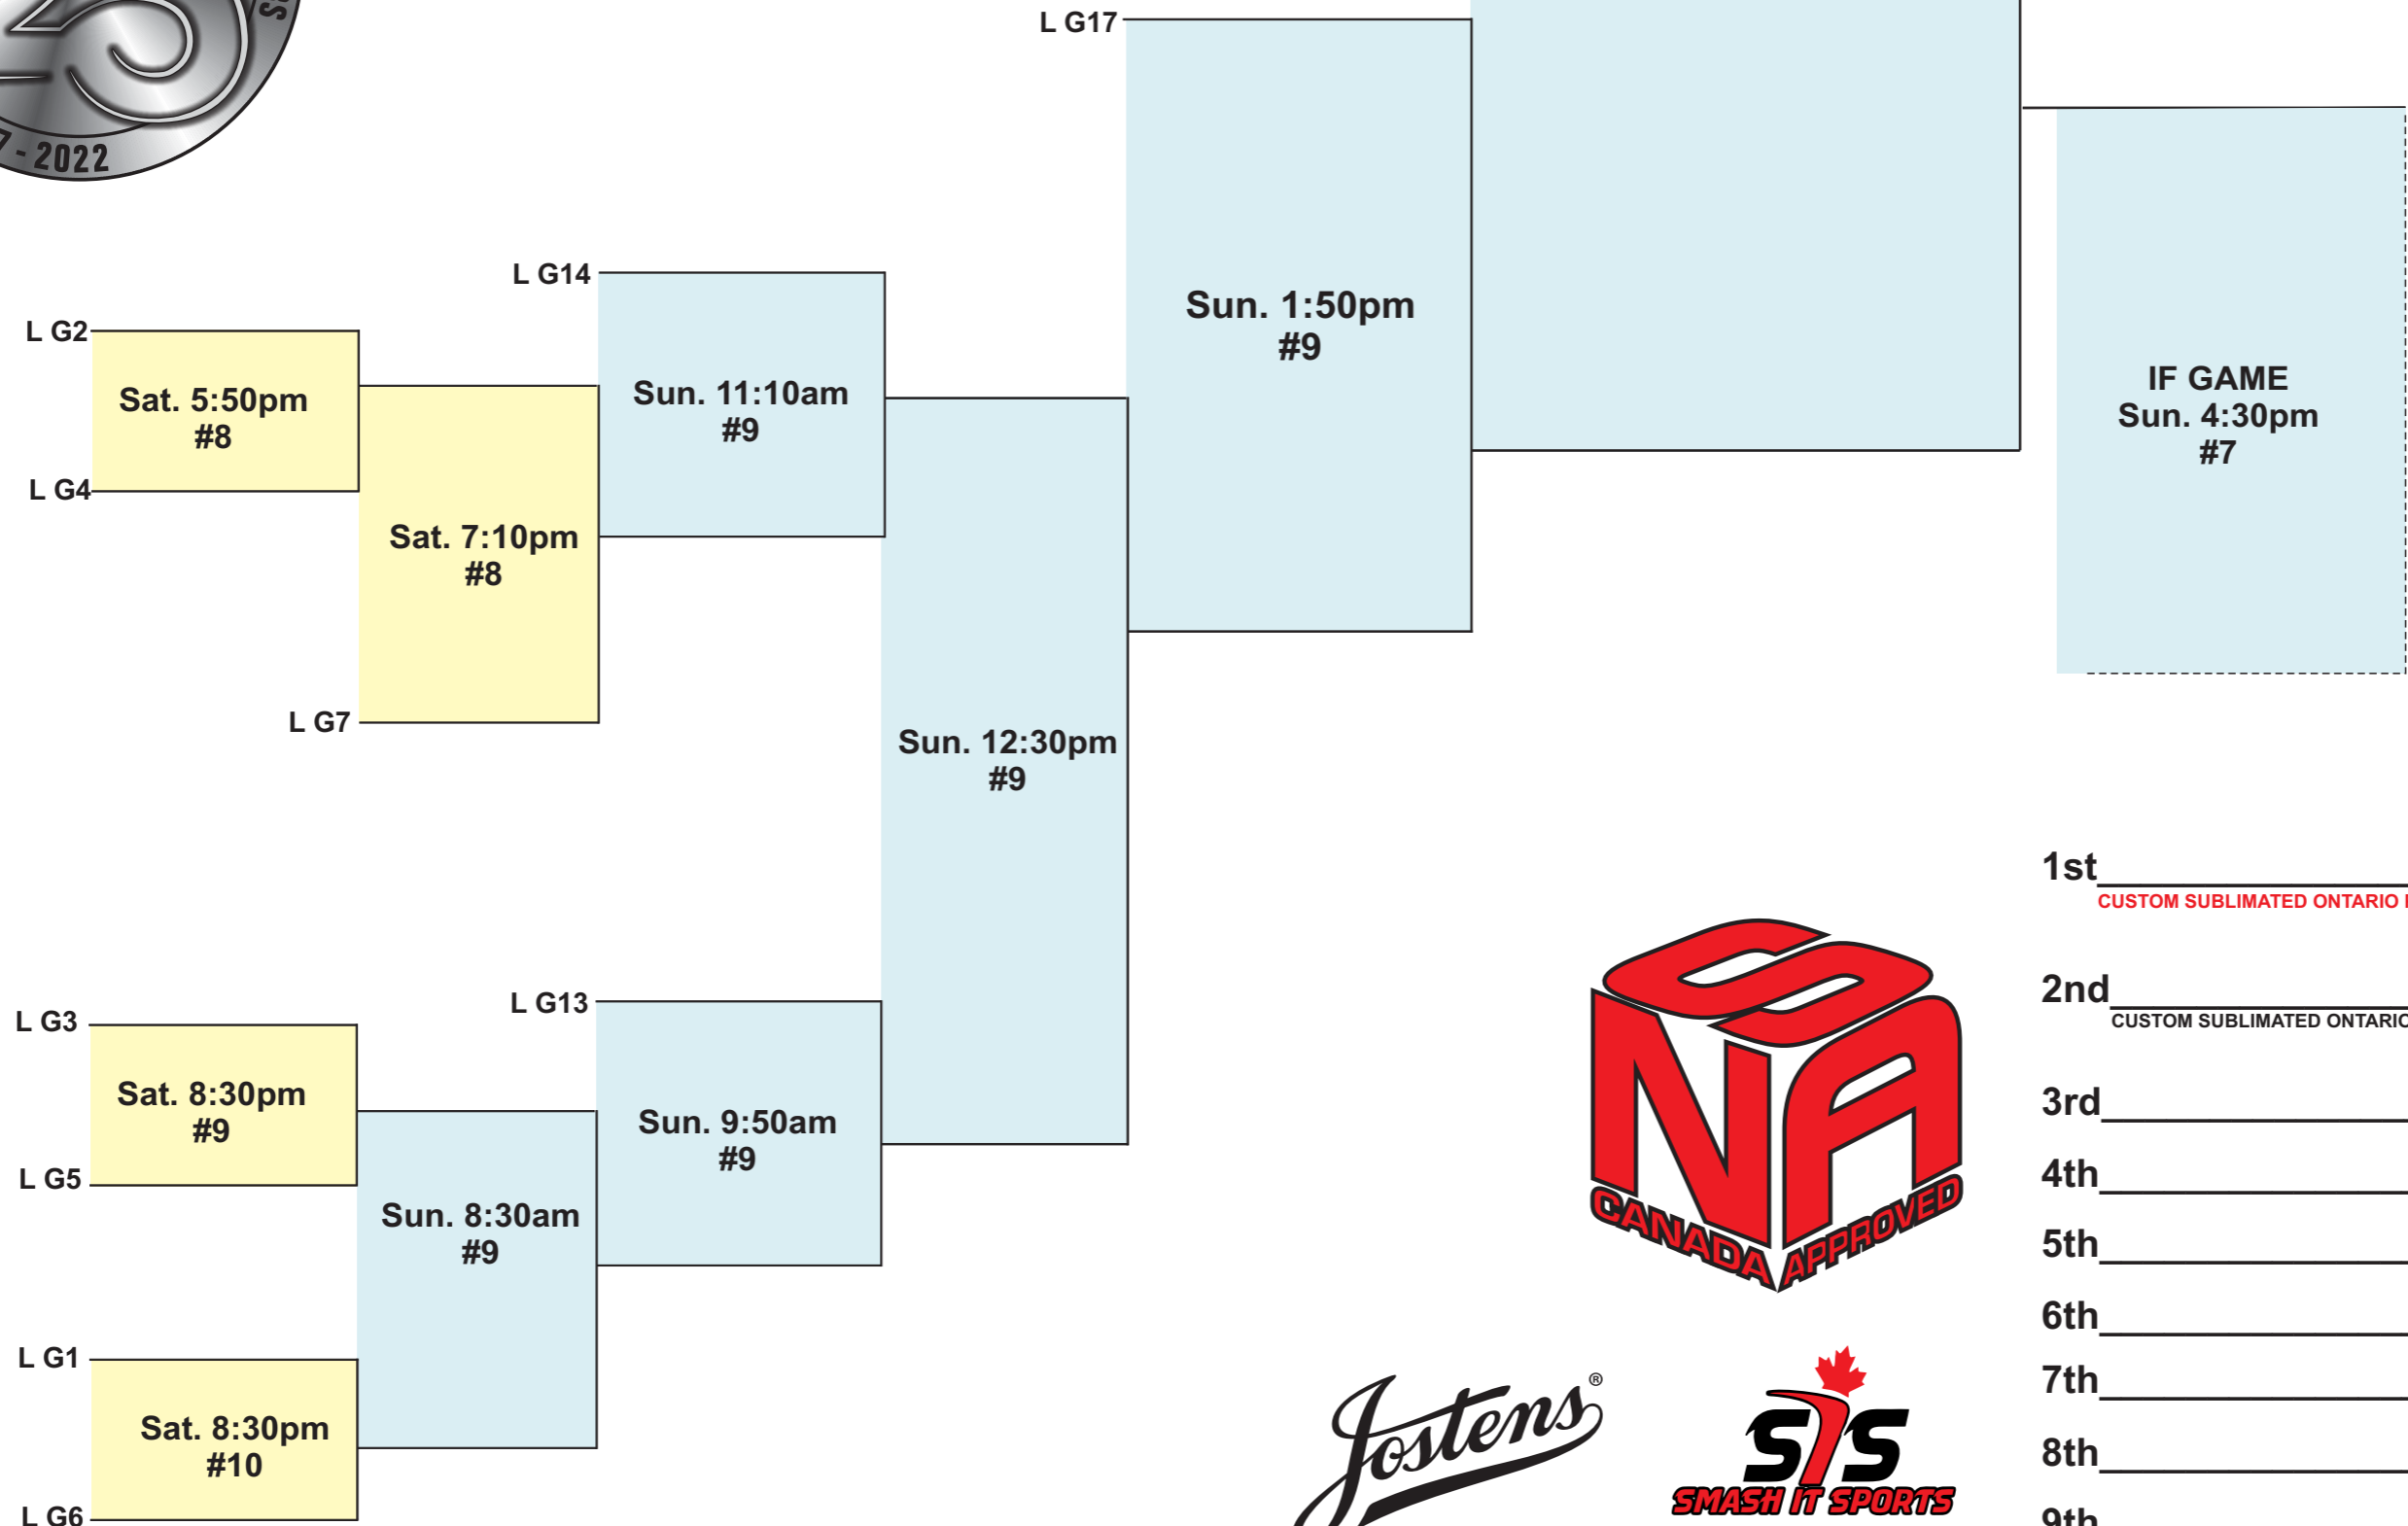 7 - 2022
L G17
L G14
L G2
Sat. 5:50pm
#8
L G4
Sat. 7:10pm
#8
L G7
Sun. 11:10am
#9
Sun. 1:50pm
#9
IF GAME
Sun. 4:30pm
#7
Sun. 12:30pm
#9
L G3
Sat. 8:30pm
#9
L G5
L G13
Sun. 9:50am
#9
Sun. 8:30am
#9
L G1
Sat. 8:30pm
#10
L G6
NSA
CANADA APPROVED
Jostens®
SIS
SMASH IT SPORTS
1st
CUSTOM SUBLIMATED ONTARIO
2nd
CUSTOM SUBLIMATED ONTARIO
3rd
4th
5th
6th
7th
8th
9th